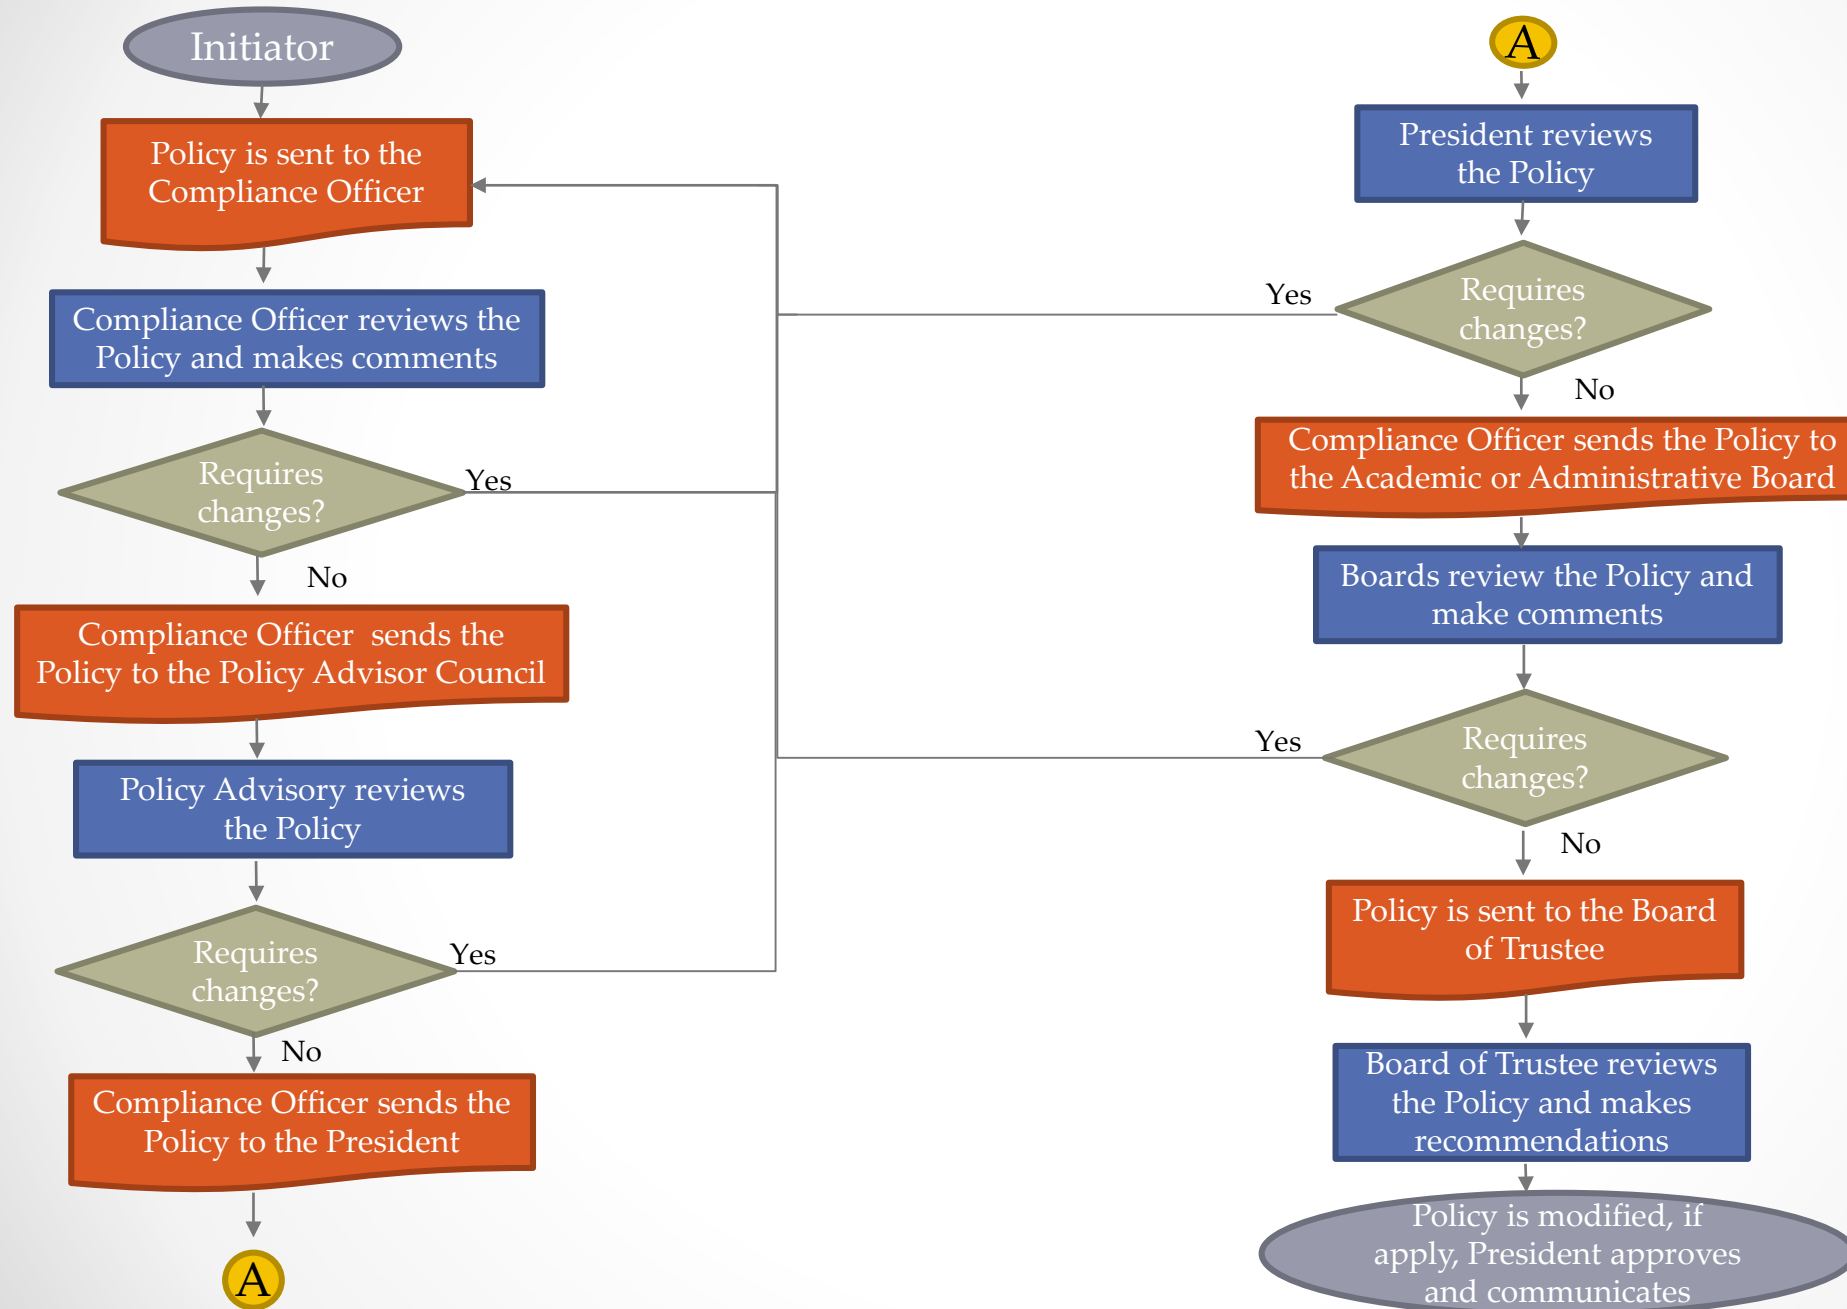 Initiator
Policy is sent to the
Compliance Officer
Compliance Officer reviews the
Policy and makes comments
Requires
changes?
Yes
No
Compliance Officer  sends the
Policy to the Policy Advisor Council
Policy Advisory reviews
the Policy
Requires
changes?
Yes
No
Compliance Officer sends the
Policy to the President
A
A
President reviews
the Policy
Requires
changes?
Yes
No
Compliance Officer sends the Policy to
the Academic or Administrative Board
Boards review the Policy and
make comments
Requires
changes?
Yes
No
Policy is sent to the Board
of Trustee
Board of Trustee reviews
the Policy and makes
recommendations
Policy is modified, if
apply, President approves
and communicates